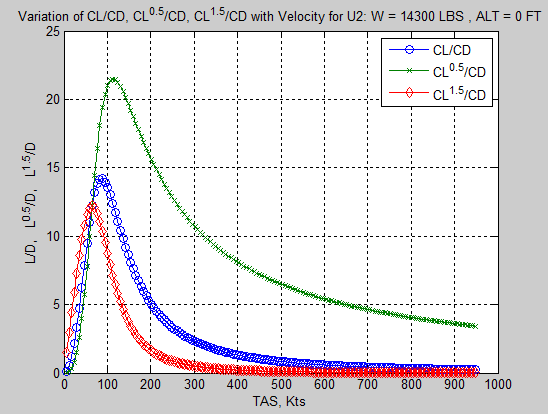 Variation of CL/CD, CL^0.5/CD, CL^1.5/CD with Velocity for U2: W = 14300 LBS , ALT = 0 FT
25
20
15
10
5
0
L/D, L^0.5/D, L^1.5/D
CL/CD
CL^0.5/CD
CL^1.5/CD
0 100 200 300 400 500 600 700 800 900 1000
TAS, Kts